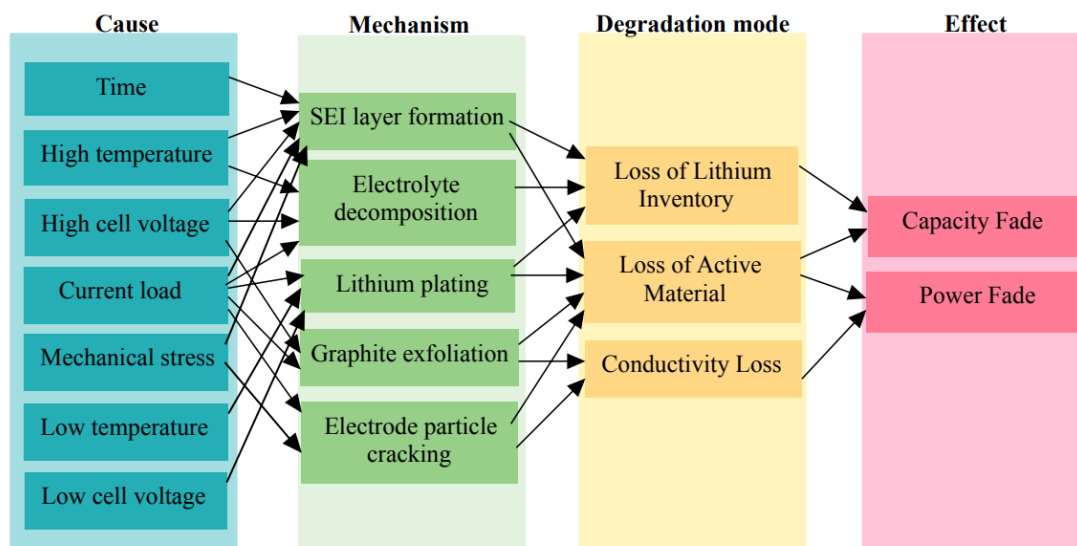 Cause
Mechanism
Degradation mode
Effect
Time
High temperature
High cell voltage
Current load
Mechanical stress
Low temperature
Low cell voltage
SEI layer formation
Electrolyte
decomposition
Lithium plating
Graphite exfoliation
Electrode particle
cracking
Loss of Lithium
Inventory
Loss of Active
Material
Conductivity Loss
Capacity Fade
Power Fade